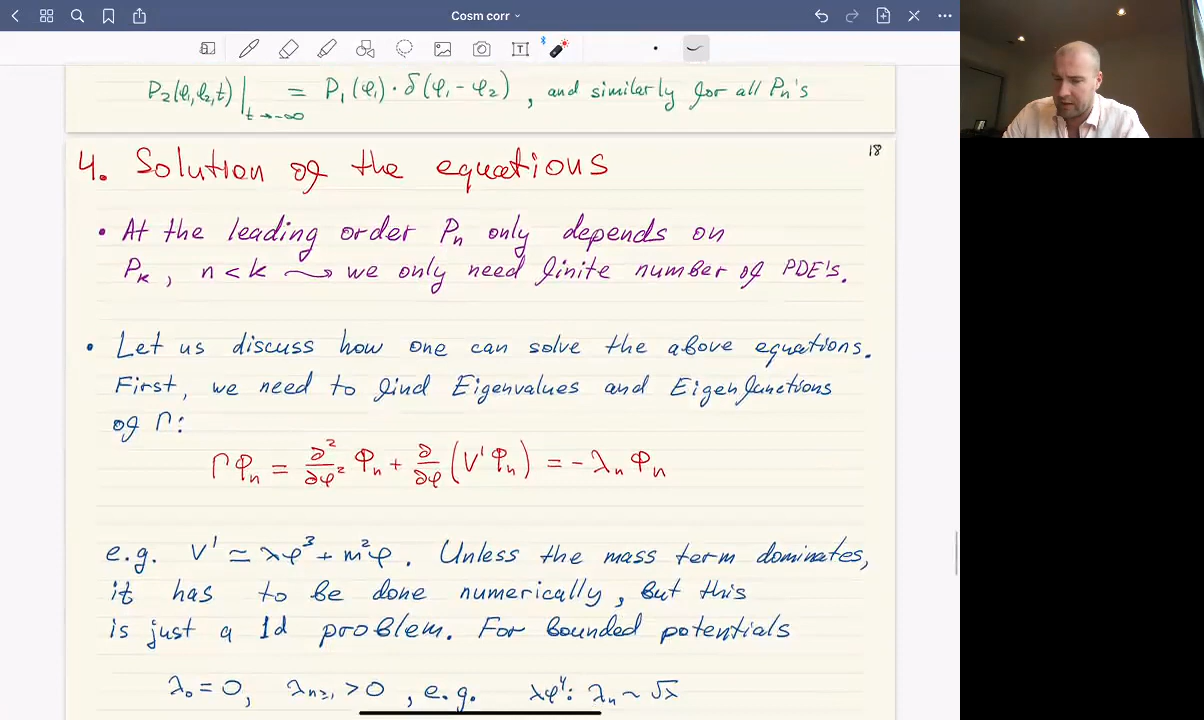 Cosm corr
P₂(φ₁,φ₂,t)|ₜ→₋∞ = P₁(φ₁)·δ(φ₁-φ₂), and similarly for all Pn's
18
4. Solution of the equations
• At the leading order Pn only depends on
Pk, n<k ⟿ we only need finite number of PDE's.
• Let us discuss how one can solve the above equations.
First, we need to find Eigenvalues and Eigenfunctions
of Γ:
ΓΦn = ∂²/∂φ² Φn + ∂/∂φ (V'Φn) = -λn Φn
e.g. V' ≃ λφ³+m²φ. Unless the mass term dominates,
it has to be done numerically, but this
is just a 1d problem. For bounded potentials
λ₀=0, λn≥1 >0, e.g. λφ⁴: λn ~ √λ